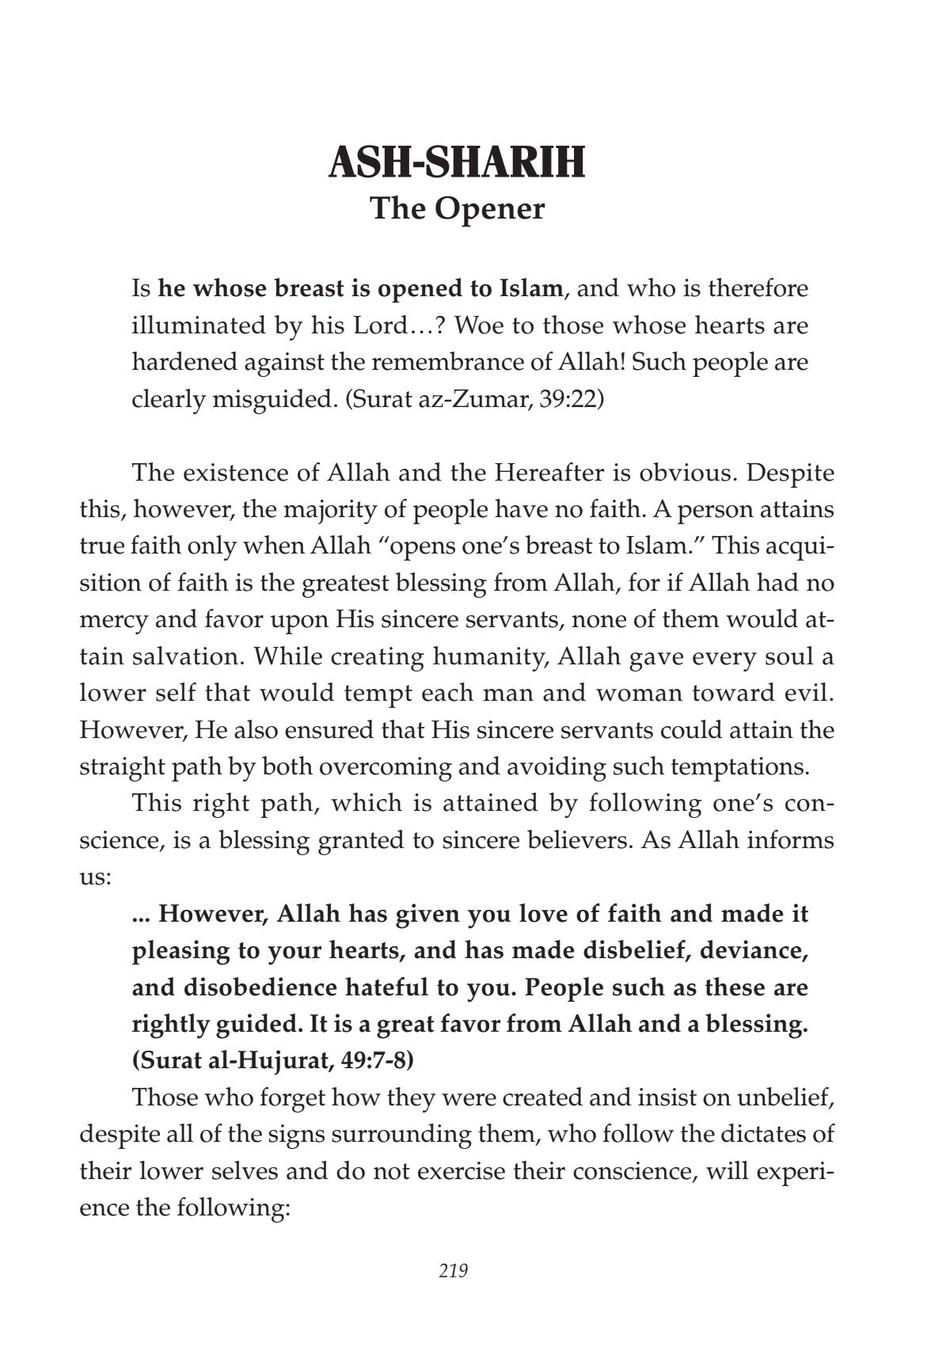 ASH-SHARIH
The Opener
Is he whose breast is opened to Islam, and who is therefore
illuminated by his Lord…? Woe to those whose hearts are
hardened against the remembrance of Allah! Such people are
clearly misguided. (Surat az-Zumar, 39:22)
The existence of Allah and the Hereafter is obvious. Despite
this, however, the majority of people have no faith. A person attains
true faith only when Allah “opens one’s breast to Islam.” This acqui-
sition of faith is the greatest blessing from Allah, for if Allah had no
mercy and favor upon His sincere servants, none of them would at-
tain salvation. While creating humanity, Allah gave every soul a
lower self that would tempt each man and woman toward evil.
However, He also ensured that His sincere servants could attain the
straight path by both overcoming and avoiding such temptations.
This right path, which is attained by following one’s con-
science, is a blessing granted to sincere believers. As Allah informs
us:
... However, Allah has given you love of faith and made it
pleasing to your hearts, and has made disbelief, deviance,
and disobedience hateful to you. People such as these are
rightly guided. It is a great favor from Allah and a blessing.
(Surat al-Hujurat, 49:7-8)
Those who forget how they were created and insist on unbelief,
despite all of the signs surrounding them, who follow the dictates of
their lower selves and do not exercise their conscience, will experi-
ence the following:
219